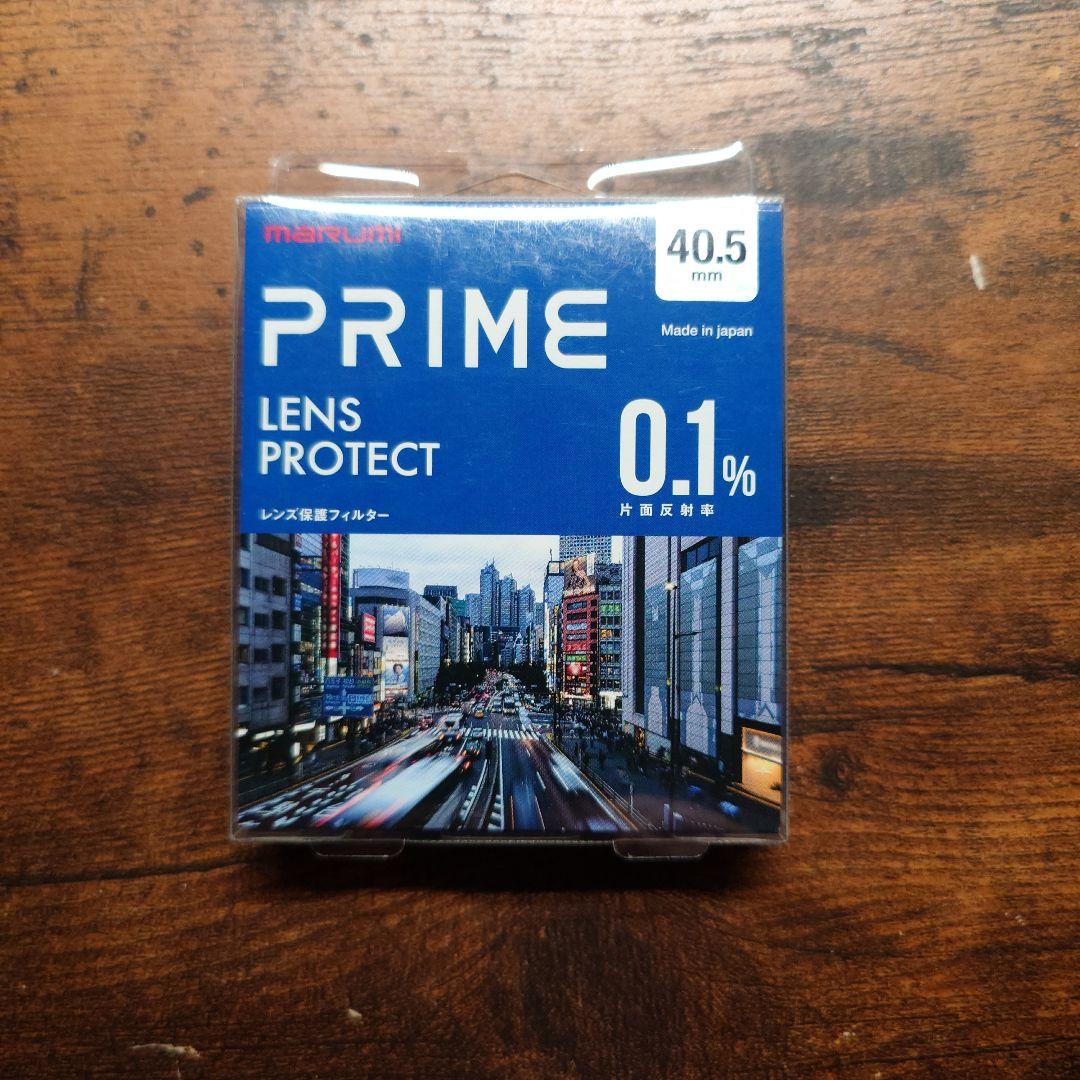 marumi
40.5
mm
PRIME
Made in japan
LENS
PROTECT
0.1%
片面反射率
レンズ保護フィルター